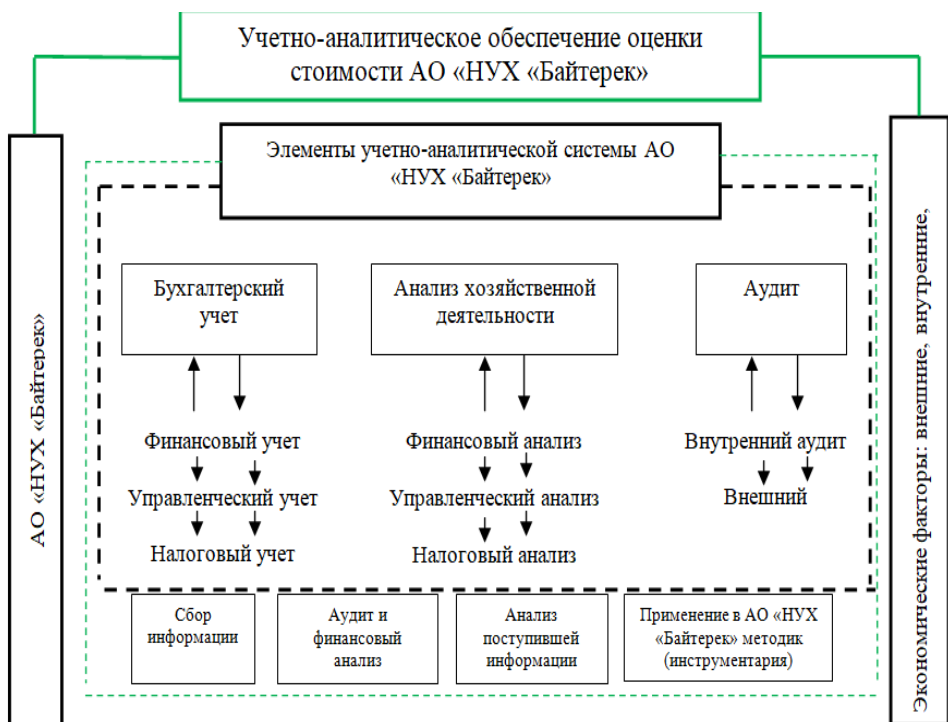 Учетно-аналитическое обеспечение оценки
стоимости АО «НУХ «Байтерек»
Элементы учетно-аналитической системы АО
«НУХ «Байтерек»
АО «НУХ «Байтерек»
Бухгалтерский
учет
Анализ хозяйственной
деятельности
Аудит
Финансовый учет
Финансовый анализ
Внутренний аудит
Управленческий учет
Управленческий анализ
Внешний
Налоговый учет
Налоговый анализ
Сбор
информации
Аудит и
финансовый
анализ
Анализ
поступившей
информации
Применение в АО «НУХ
«Байтерек» методик
(инструментария)
Экономические факторы: внешние, внутренние,